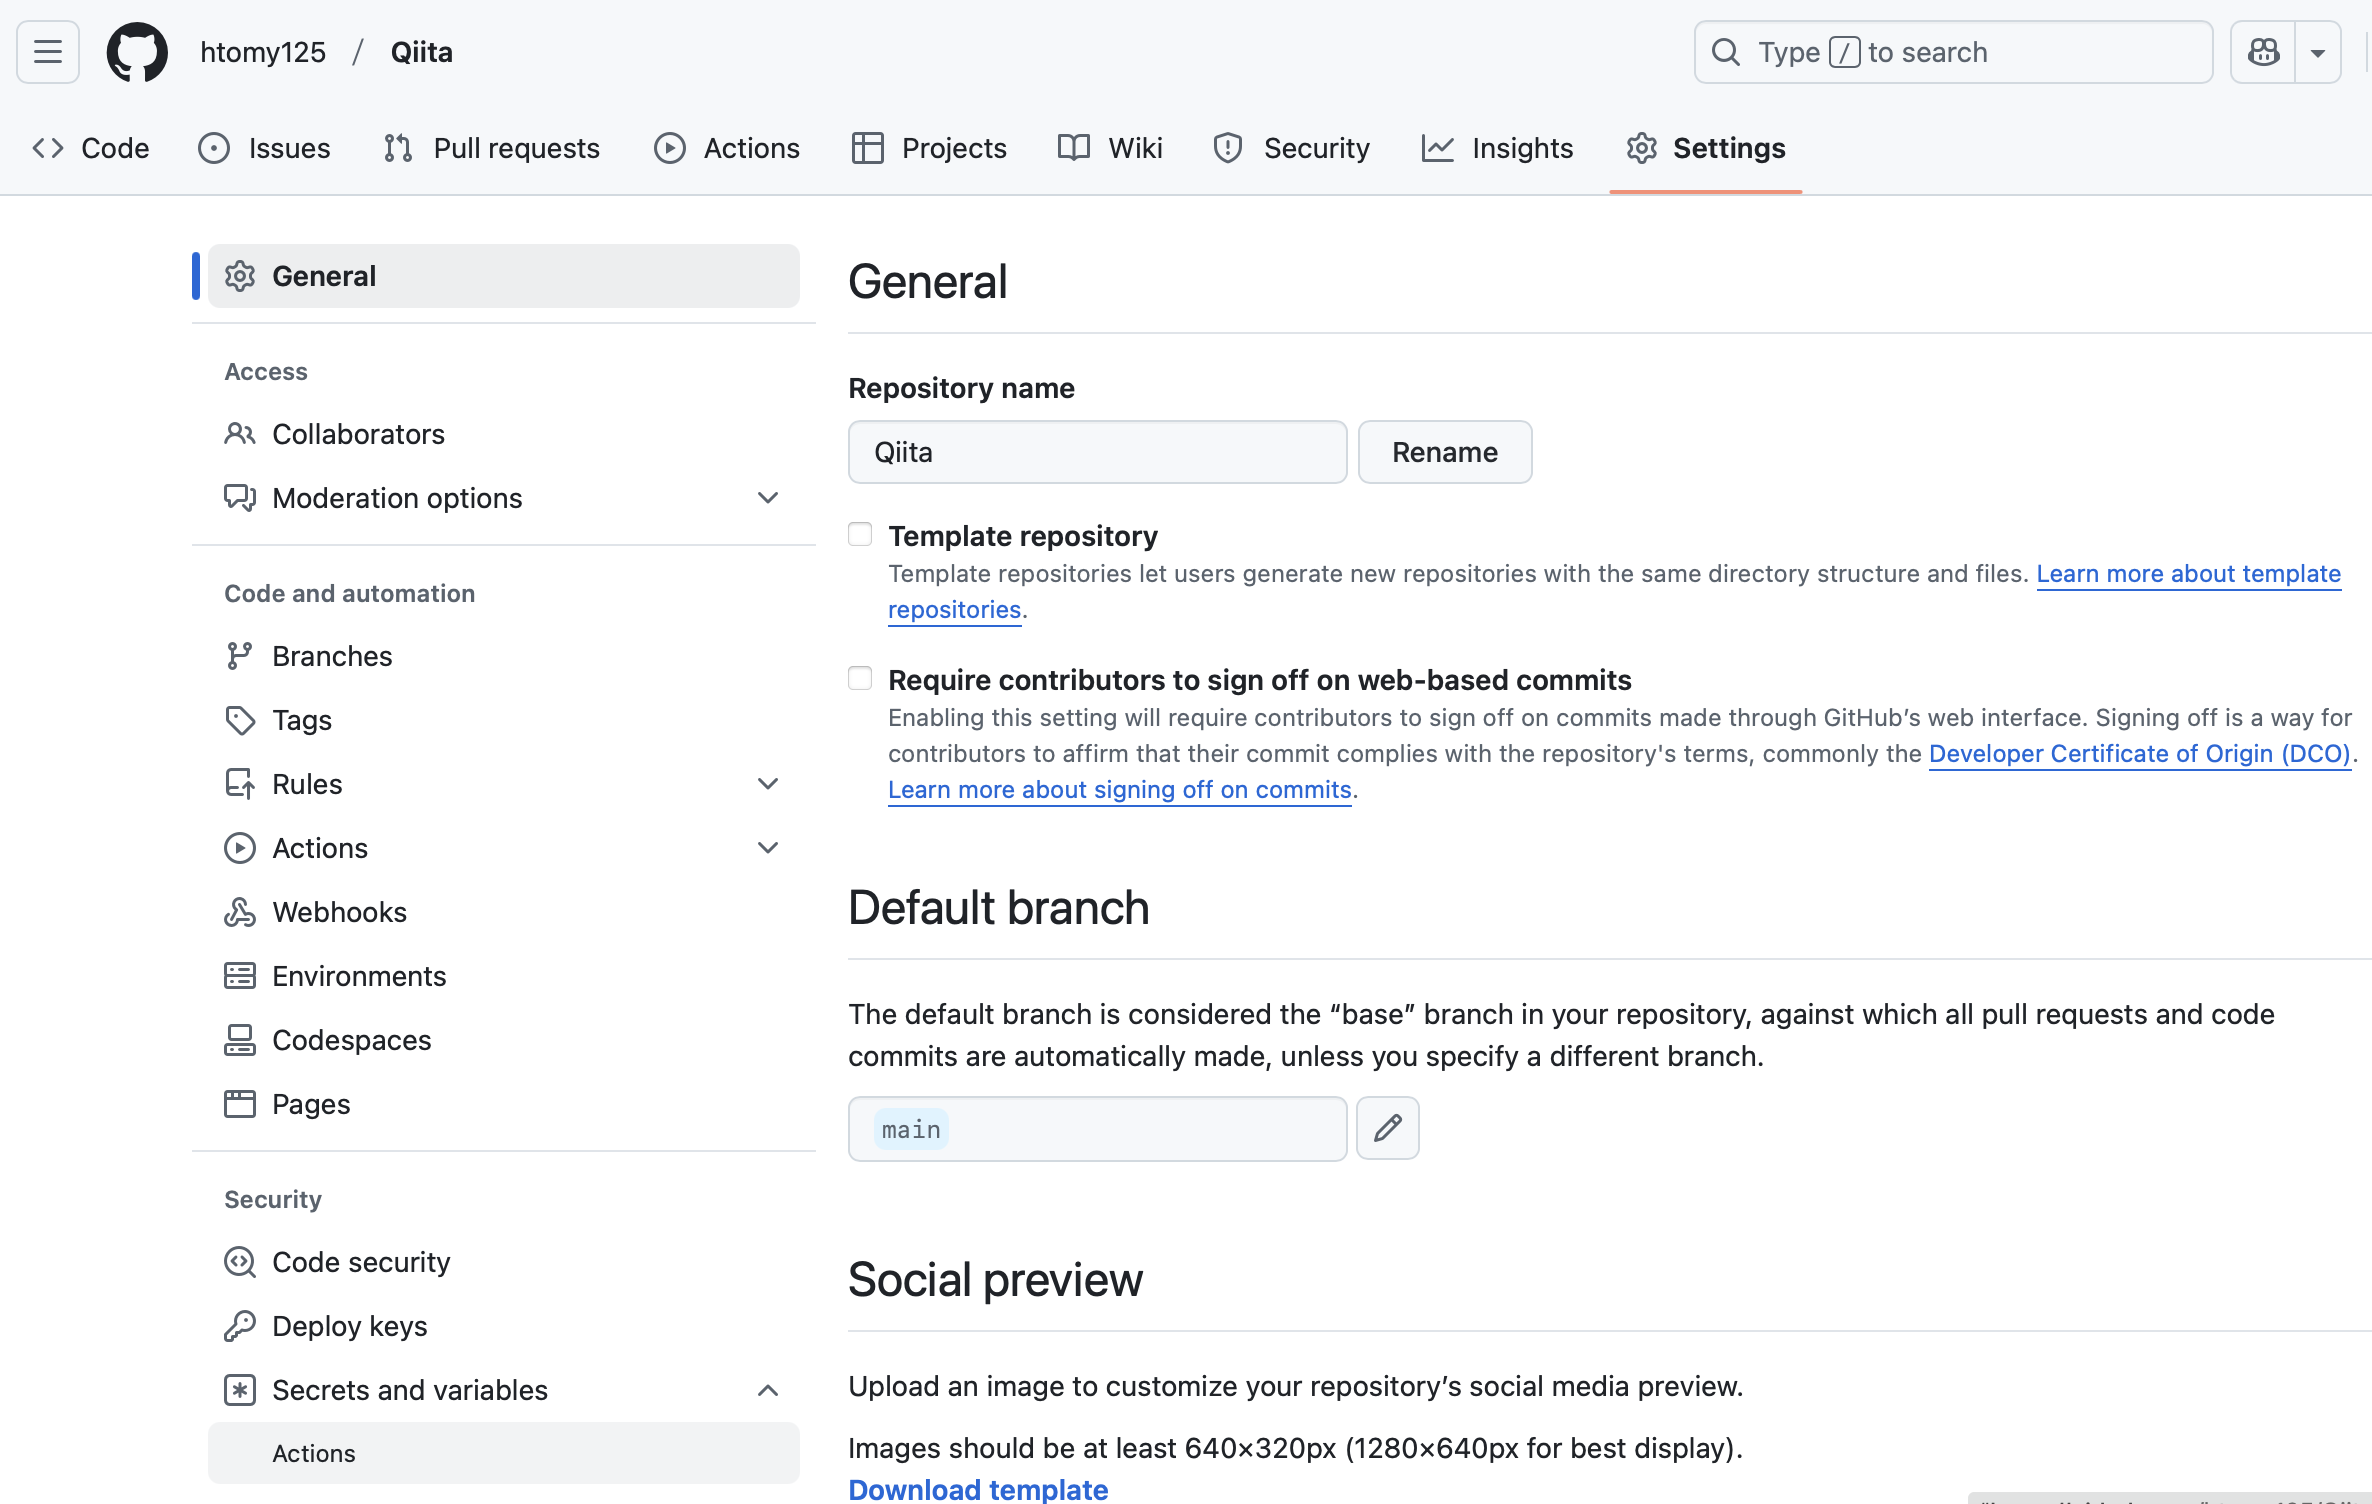 htomy125 / Qiita
Type / to search
Code Issues Pull requests Actions Projects Wiki Security Insights Settings
General
Access
Collaborators
Moderation options
Code and automation
Branches
Tags
Rules
Actions
Webhooks
Environments
Codespaces
Pages
Security
Code security
Deploy keys
Secrets and variables
Actions
General
Repository name
Qiita Rename
Template repository
Template repositories let users generate new repositories with the same directory structure and files. Learn more about template
repositories.
Require contributors to sign off on web-based commits
Enabling this setting will require contributors to sign off on commits made through GitHub’s web interface. Signing off is a way for
contributors to affirm that their commit complies with the repository's terms, commonly the Developer Certificate of Origin (DCO).
Learn more about signing off on commits.
Default branch
The default branch is considered the “base” branch in your repository, against which all pull requests and code
commits are automatically made, unless you specify a different branch.
main
Social preview
Upload an image to customize your repository’s social media preview.
Images should be at least 640×320px (1280×640px for best display).
Download template